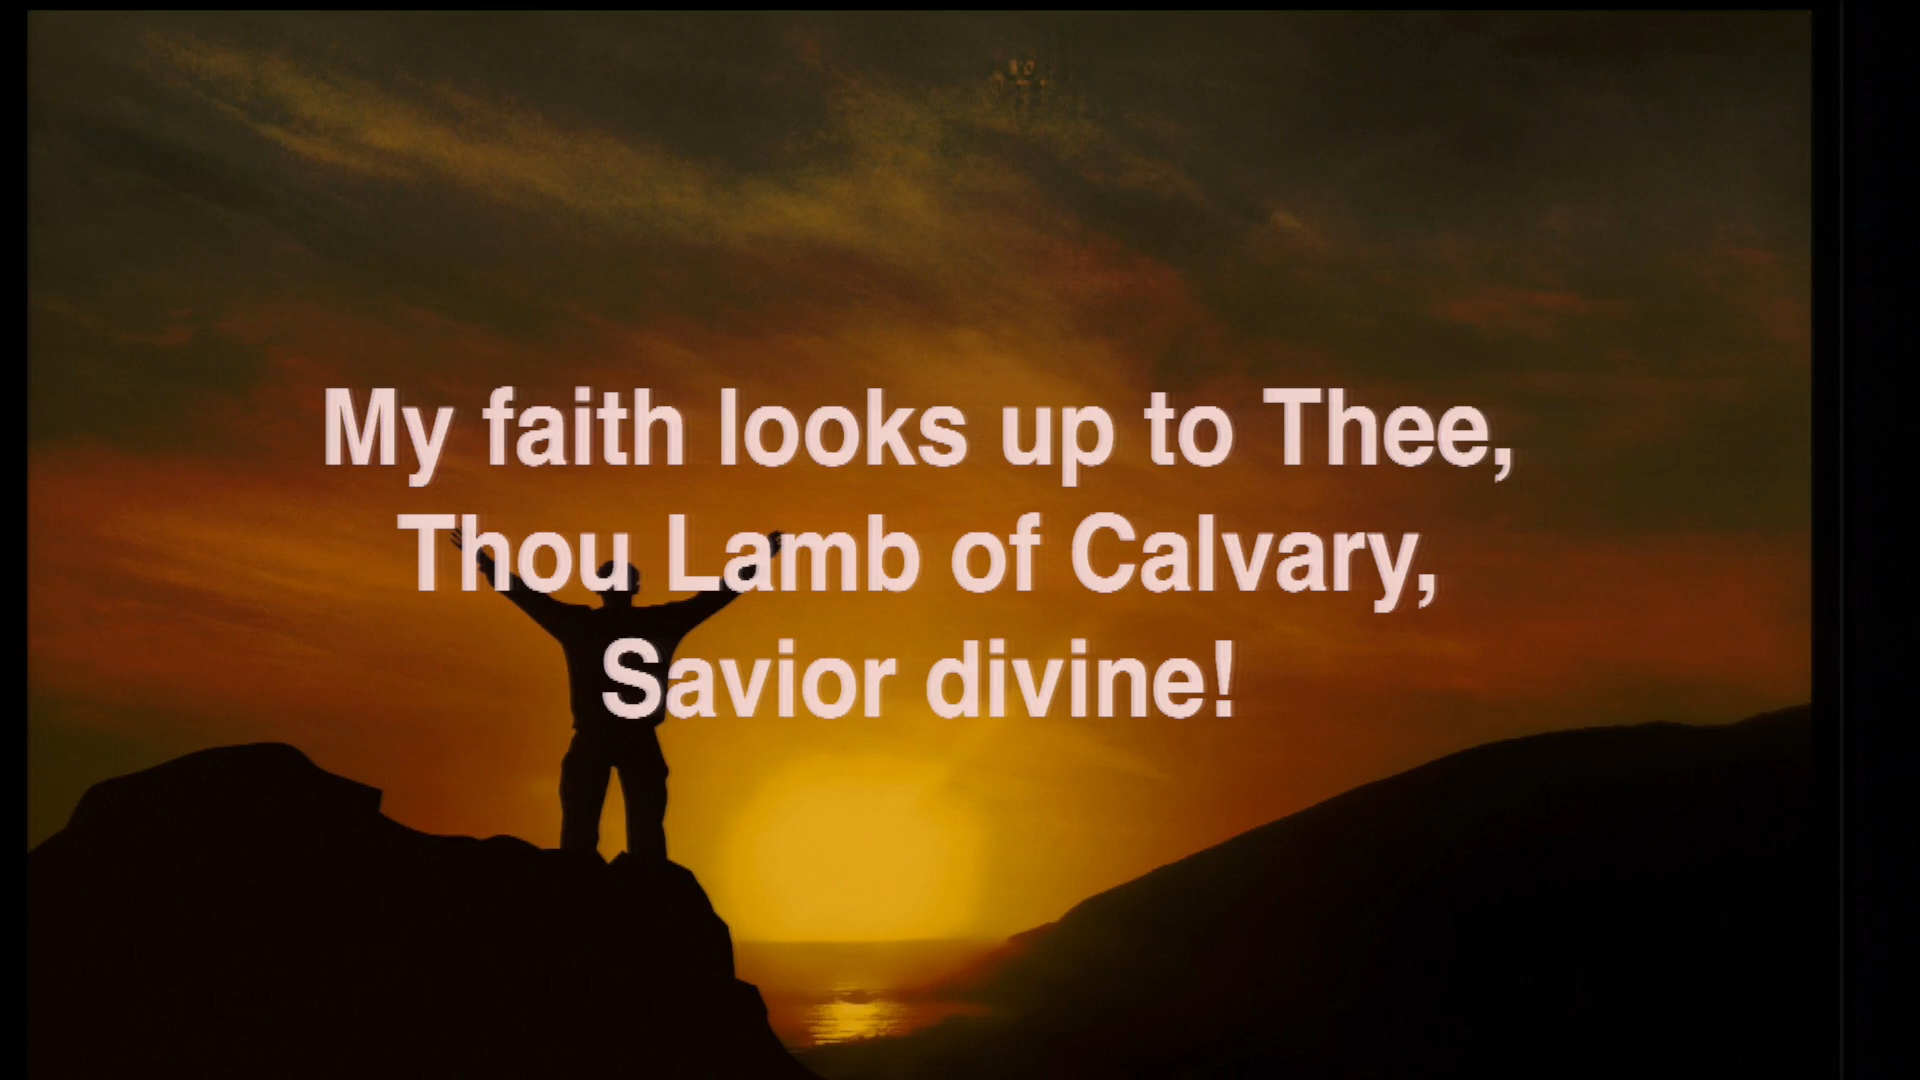 My faith looks up to Thee,
Thou Lamb of Calvary,
Savior divine!